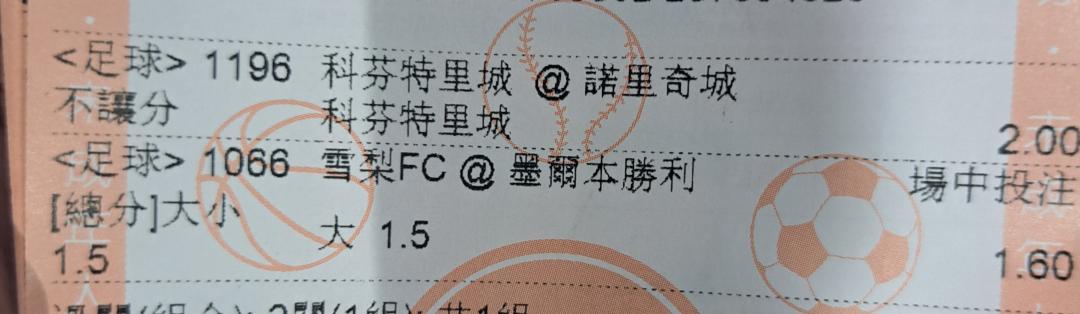 <足球> 1196 科芬特里城 @ 諾里奇城
不讓分 科芬特里城 2.00
<足球> 1066 雪梨FC @ 墨爾本勝利
[總分]大小 場中投注
大 1.5
1.5 1.60